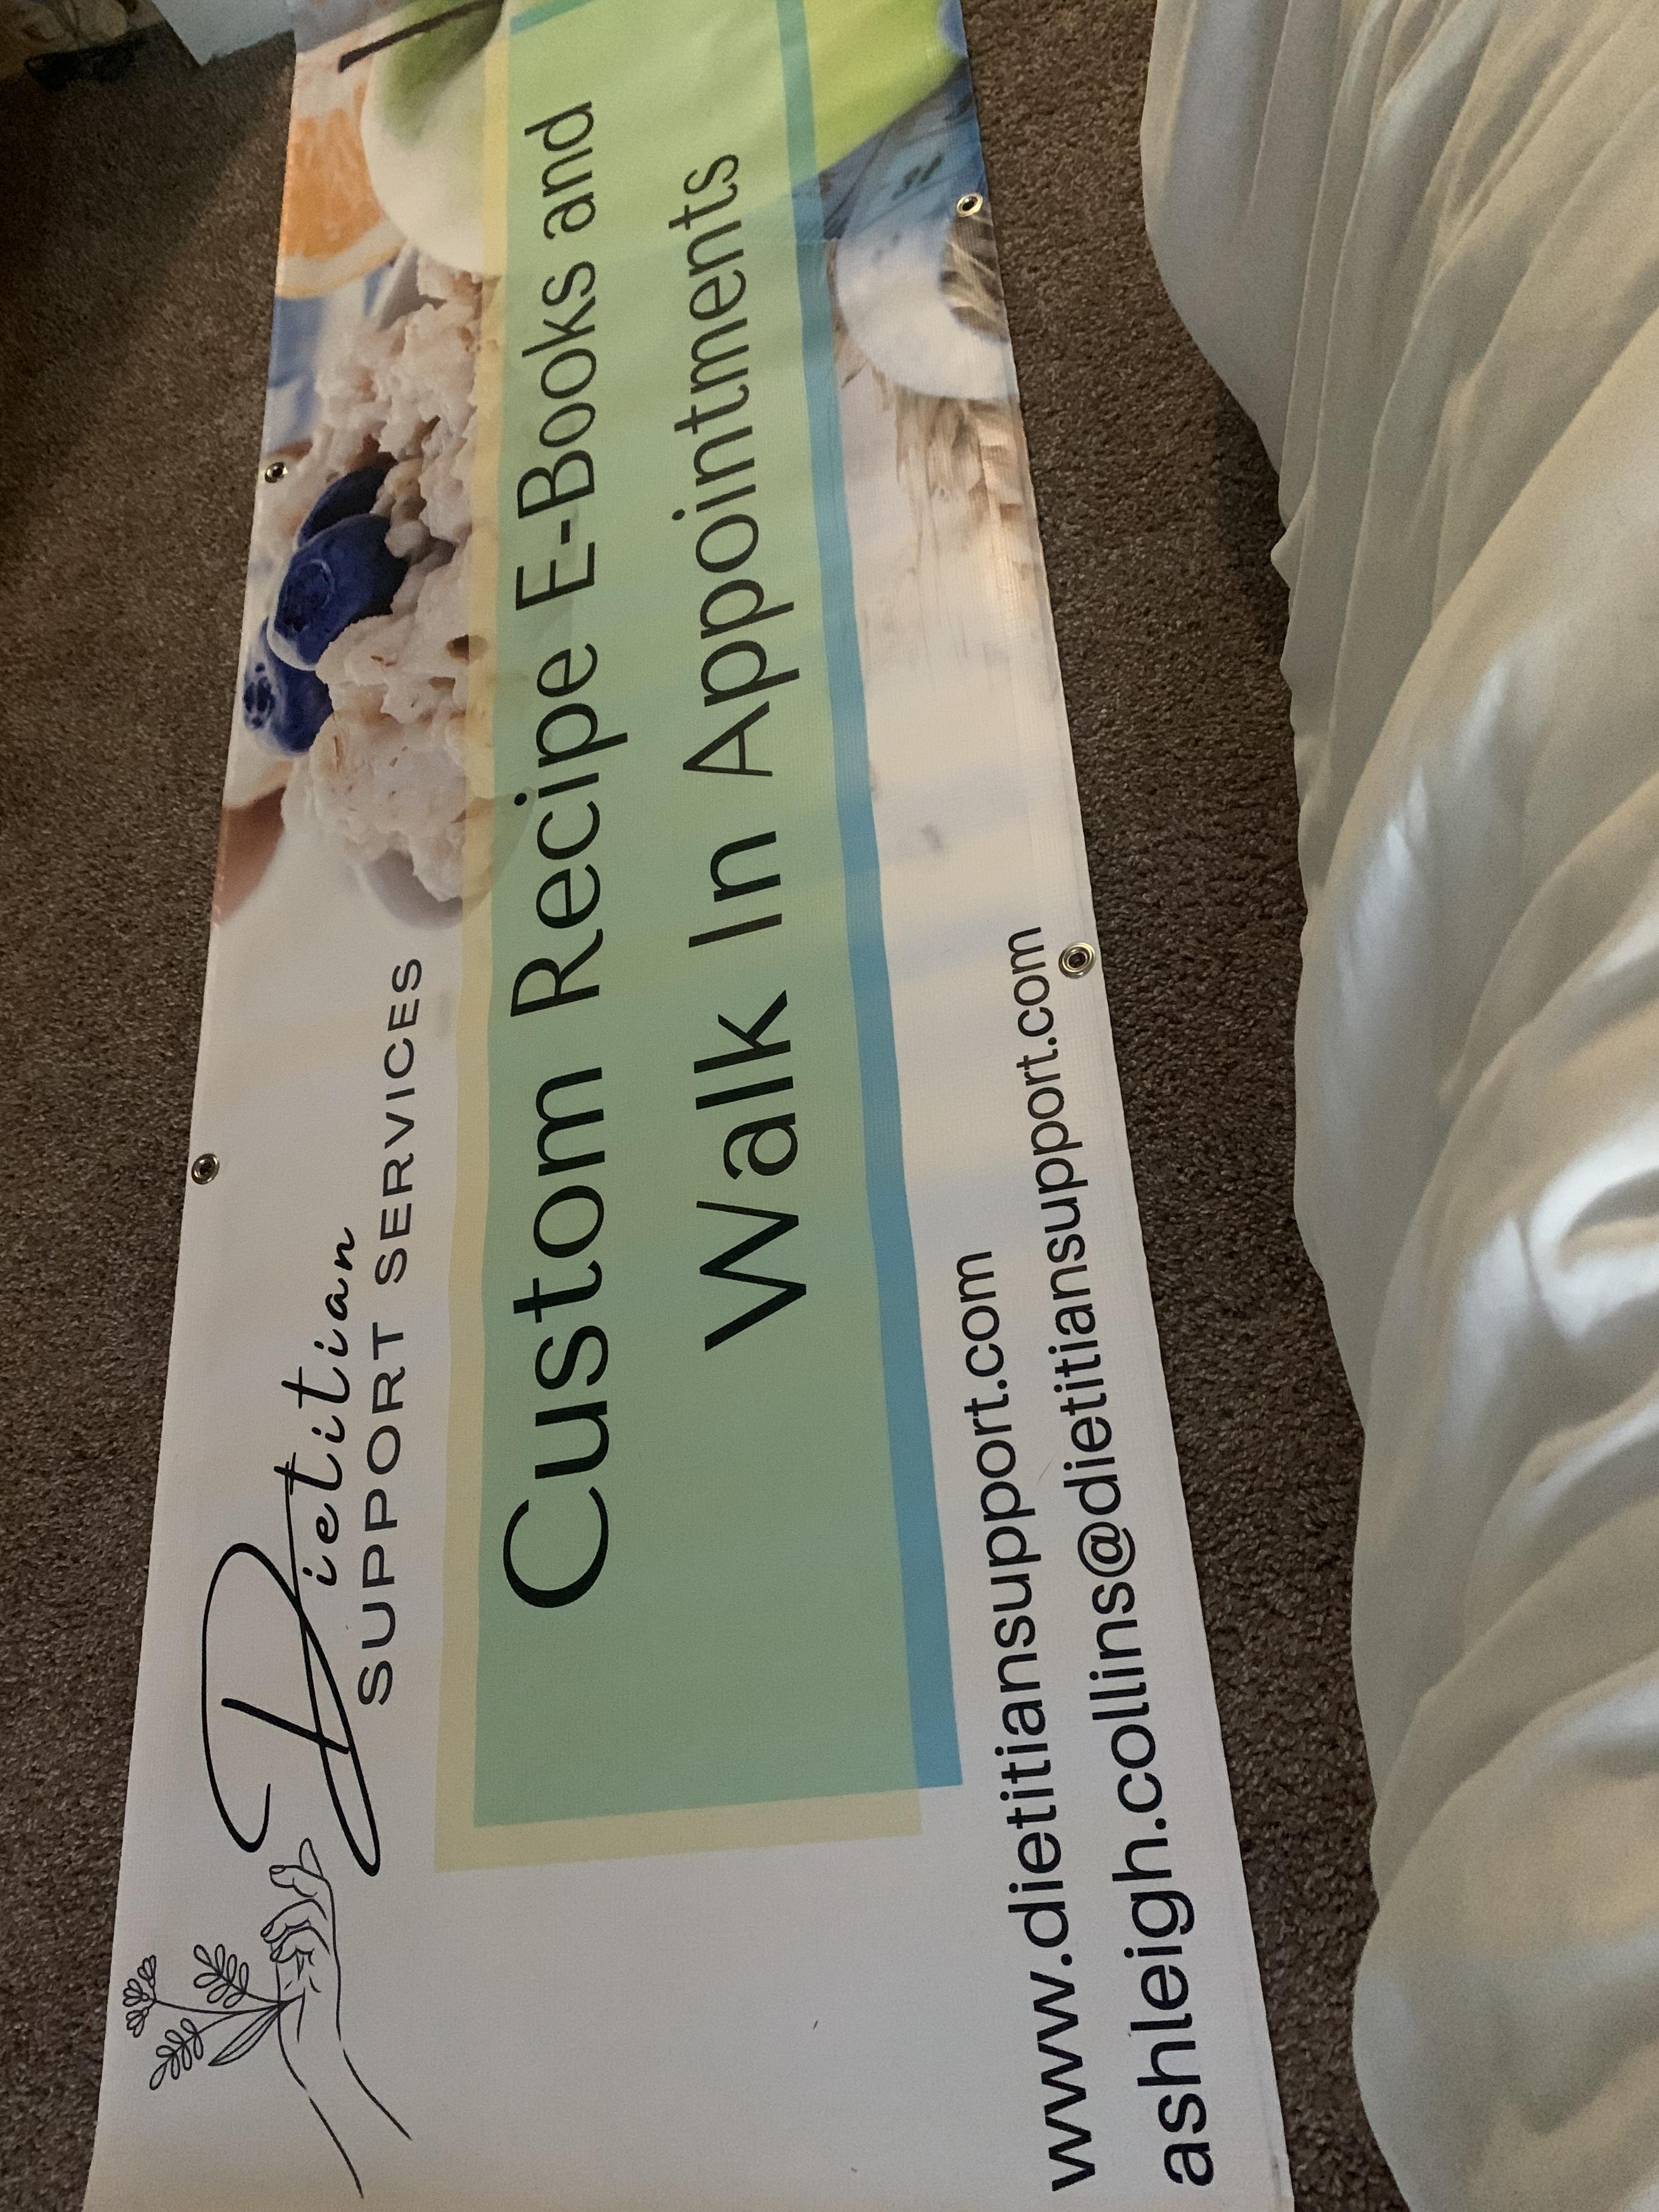 Dietitian
SUPPORT SERVICES
Custom Recipe E-Books and
Walk In Appointments
www.dietitiansupport.com
ashleigh.collins@dietitiansupport.com